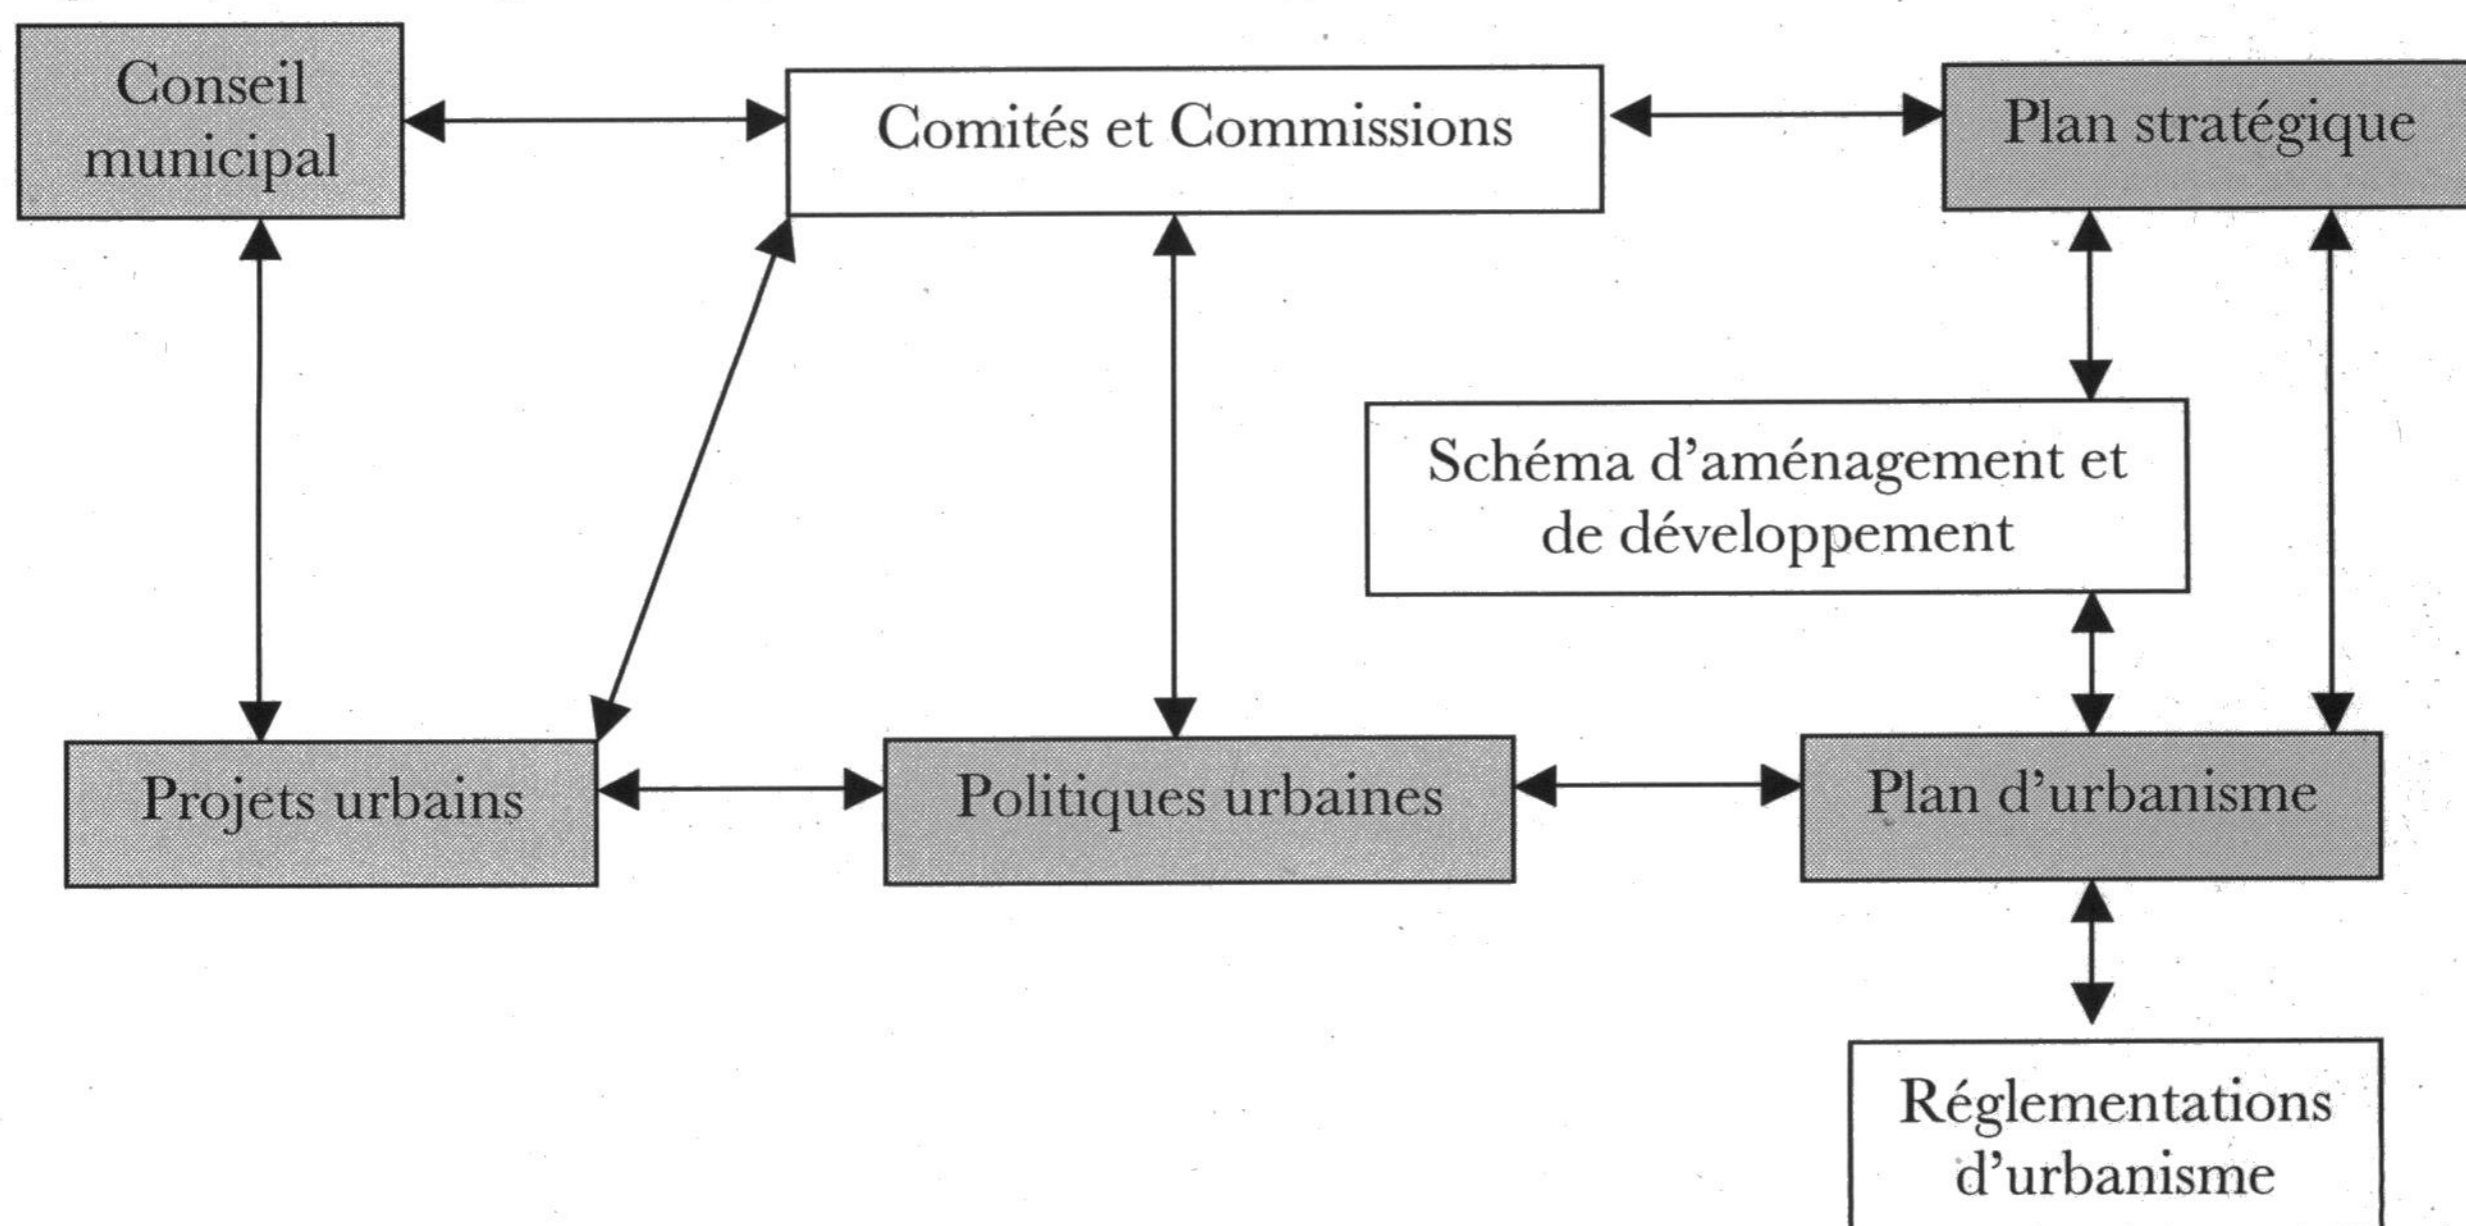 Conseil
municipal
Comités et Commissions
Plan stratégique
Schéma d'aménagement et
de développement
Projets urbains
Politiques urbaines
Plan d'urbanisme
Réglementations
d'urbanisme